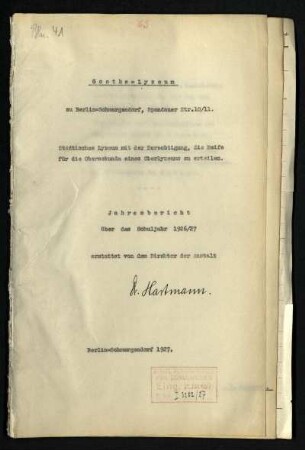 Goethe-Lyzeum
zu Berlin-Schmargendorf, Spandauer Str.10/11.
Städtisches Lyzeum mit der Berechtigung, die Reife
für die Obersekunda eines Oberlyzeums zu erteilen.
Jahresbericht
über das Schuljahr 1926/27
erstattet von dem Direktor der Anstalt
Dr. Hartmann.
Berlin-Schmargendorf 1927.